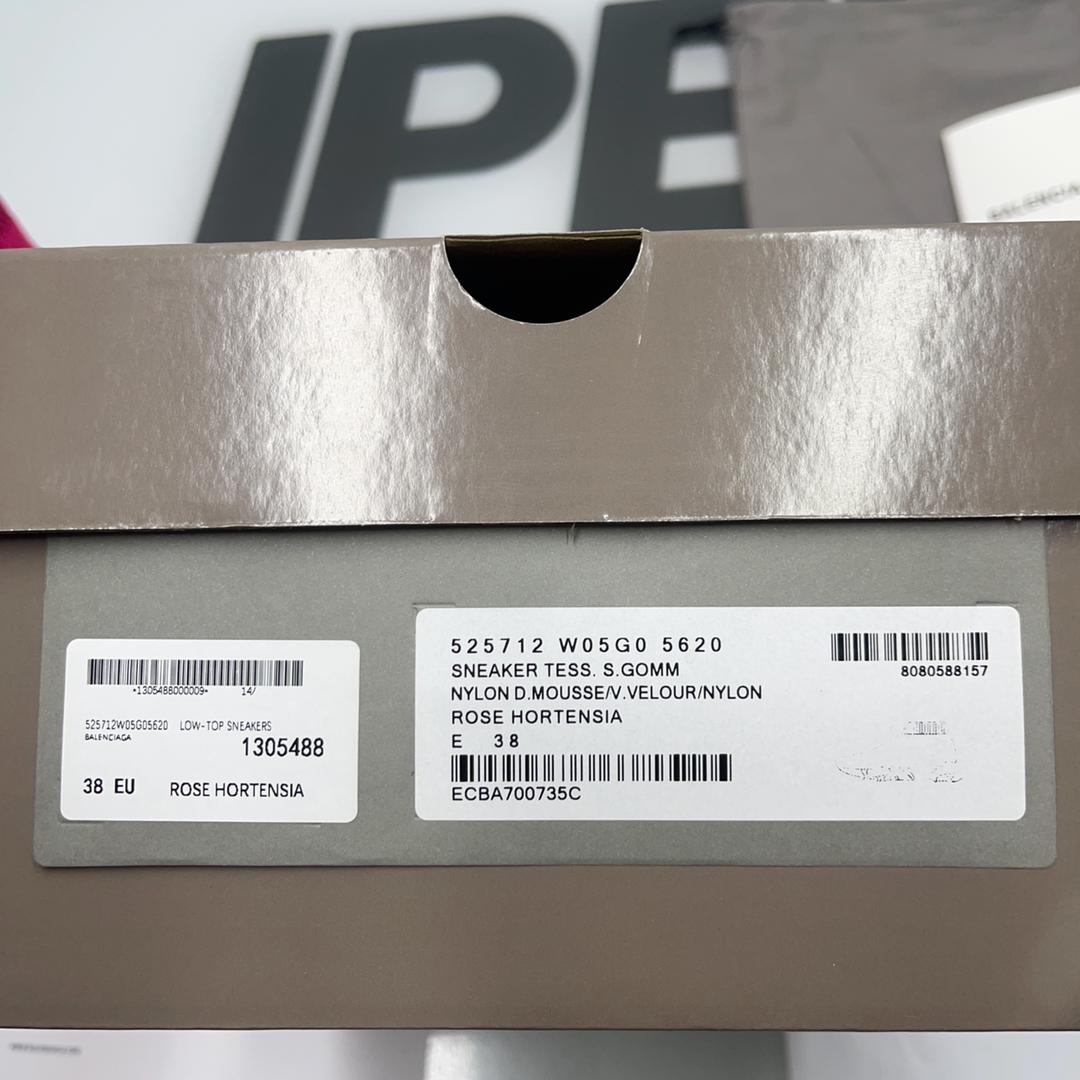 IPE
525712 W05G0 5620
8080588157
SNEAKER TESS. S.GOMM
NYLON D.MOUSSE/V.VELOUR/NYLON
ROSE HORTENSIA
E 38
ECBA700735C
*1305488000009* 14/
525712W05G05620 LOW-TOP SNEAKERS
BALENCIAGA
1305488
38 EU ROSE HORTENSIA